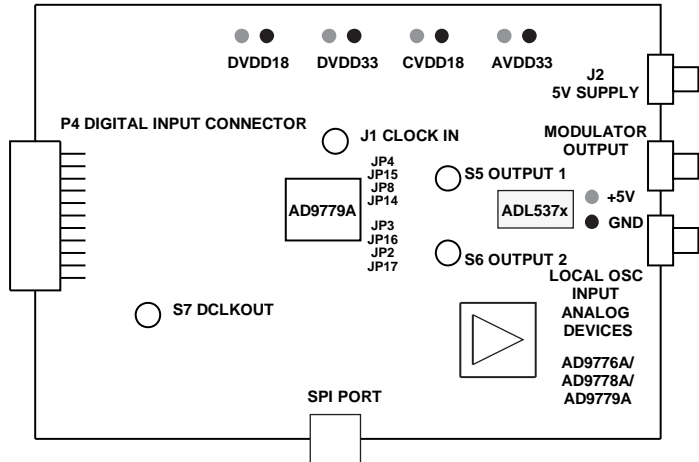 DVDD18
DVDD33
CVDD18
AVDD33
J2
5V SUPPLY
P4 DIGITAL INPUT CONNECTOR
J1 CLOCK IN
MODULATOR
OUTPUT
JP4
JP15
JP8
JP14
S5 OUTPUT 1
AD9779A
ADL537x
+5V
GND
JP3
JP16
JP2
JP17
S6 OUTPUT 2
LOCAL OSC
INPUT
ANALOG
DEVICES
S7 DCLKOUT
AD9776A/
AD9778A/
AD9779A
SPI PORT